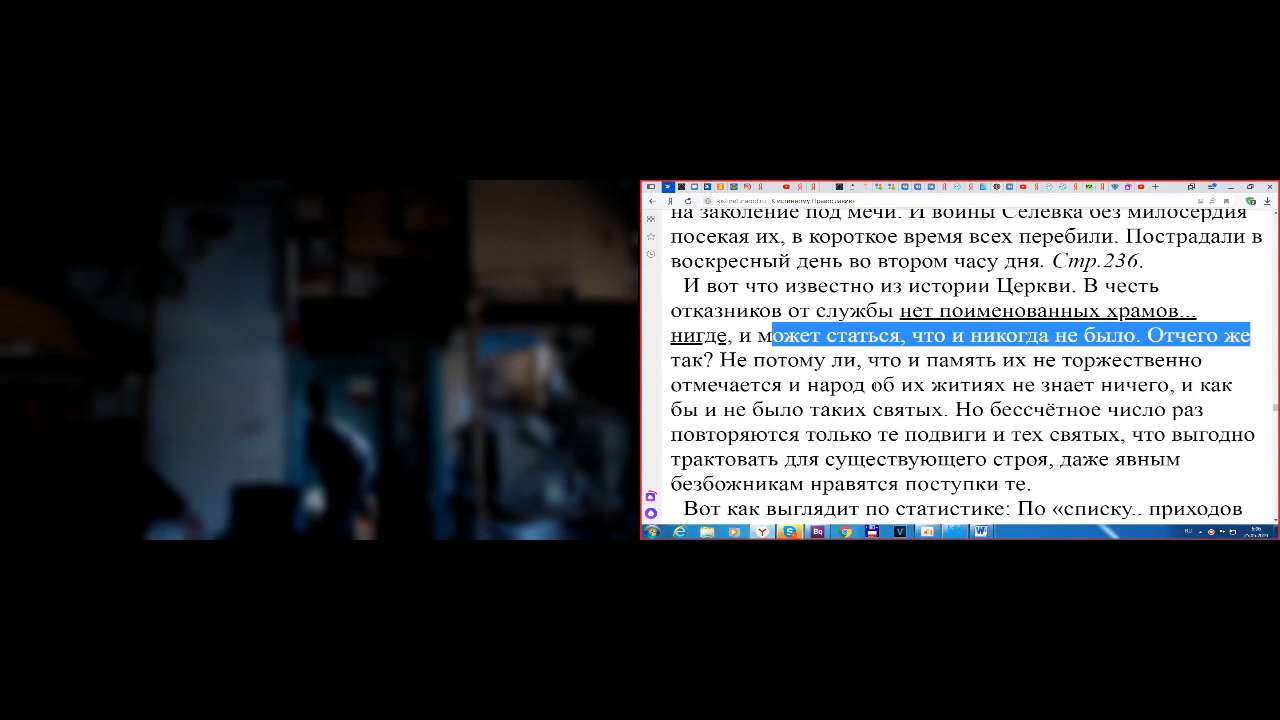 kistine1.narod.ru К истинному Православию
на заколение под мечи. И воины Селевка без милосердия
посекая их, в короткое время всех перебили. Пострадали в
воскресный день во втором часу дня. Стр.236.
И вот что известно из истории Церкви. В честь
отказников от службы нет поименованных храмов...
нигде, и может статься, что и никогда не было. Отчего же
так? Не потому ли, что и память их не торжественно
отмечается и народ об их житиях не знает ничего, и как
бы и не было таких святых. Но бессчётное число раз
повторяются только те подвиги и тех святых, что выгодно
трактовать для существующего строя, даже явным
безбожникам нравятся поступки те.
Вот как выглядит по статистике: По «списку.. приходов